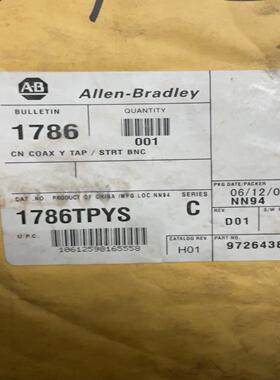 A-B Allen-Bradley
BULLETIN QUANTITY
1786 001
CN COAX Y TAP / STRT BNC
PKG DATE/PACKER
06/12/0
NN94
CAT NO. PRODUCT OF CHINA /MFG LOC:NN94 SERIES
1786TPYS C
REV.
D01
U.P.C.
10612598165558
CATALOG REV.
H01
PART NO.
9726438